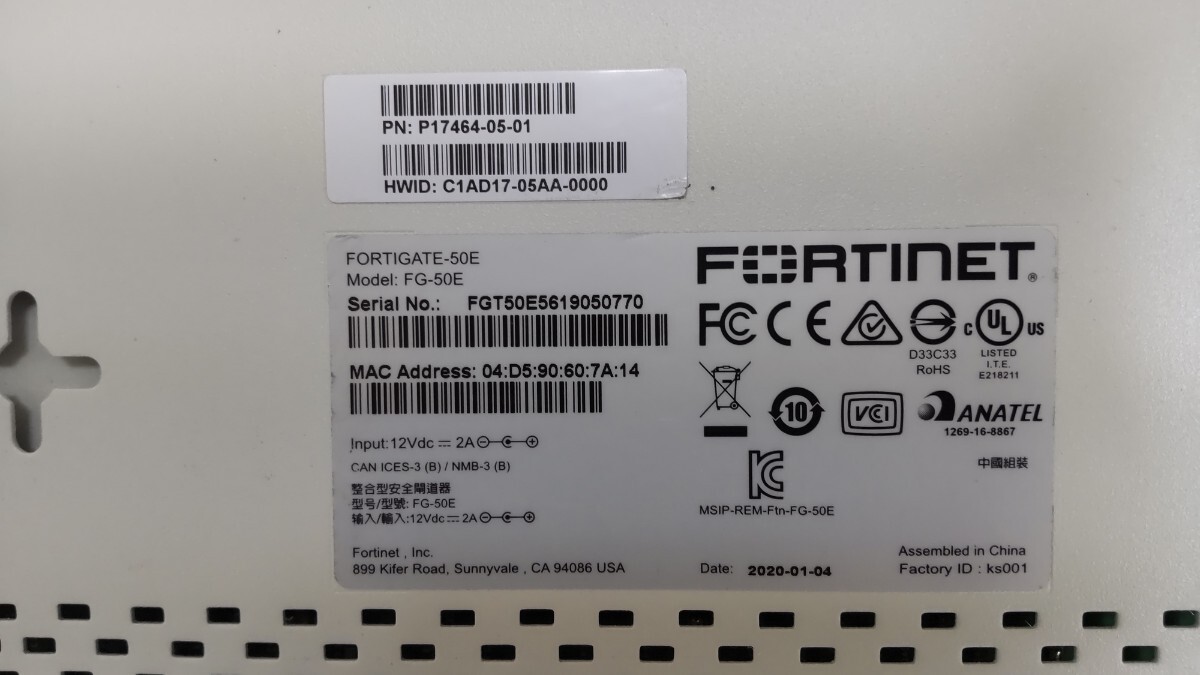 PN: P17464-05-01
HWID: C1AD17-05AA-0000
FORTIGATE-50E
Model: FG-50E
Serial No.: FGT50E5619050770
MAC Address: 04:D5:90:60:7A:14
Input:12Vdc ⎓ 2A
CAN ICES-3 (B) / NMB-3 (B)
整合型安全閘道器
型号/型號: FG-50E
输入/輸入:12Vdc ⎓ 2A
Fortinet , Inc.
899 Kifer Road, Sunnyvale , CA 94086 USA
FORTINET®
FC CE
D33C33
RoHS
C UL US
LISTED
I.T.E.
E218211
10
VCI
ANATEL
1269-16-8867
KC
MSIP-REM-Ftn-FG-50E
中國組裝
Date: 2020-01-04
Assembled in China
Factory ID : ks001